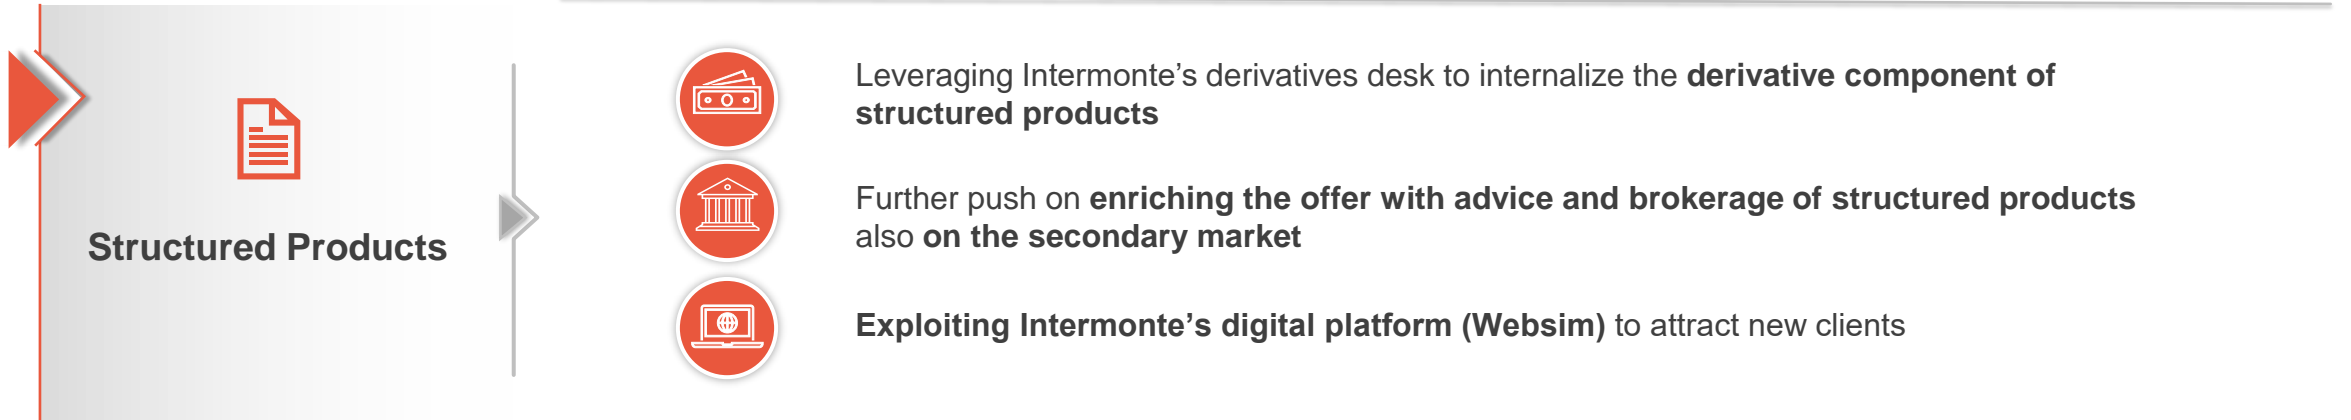 Structured Products
Leveraging Intermonte’s derivatives desk to internalize the derivative component of
structured products
Further push on enriching the offer with advice and brokerage of structured products
also on the secondary market
Exploiting Intermonte’s digital platform (Websim) to attract new clients